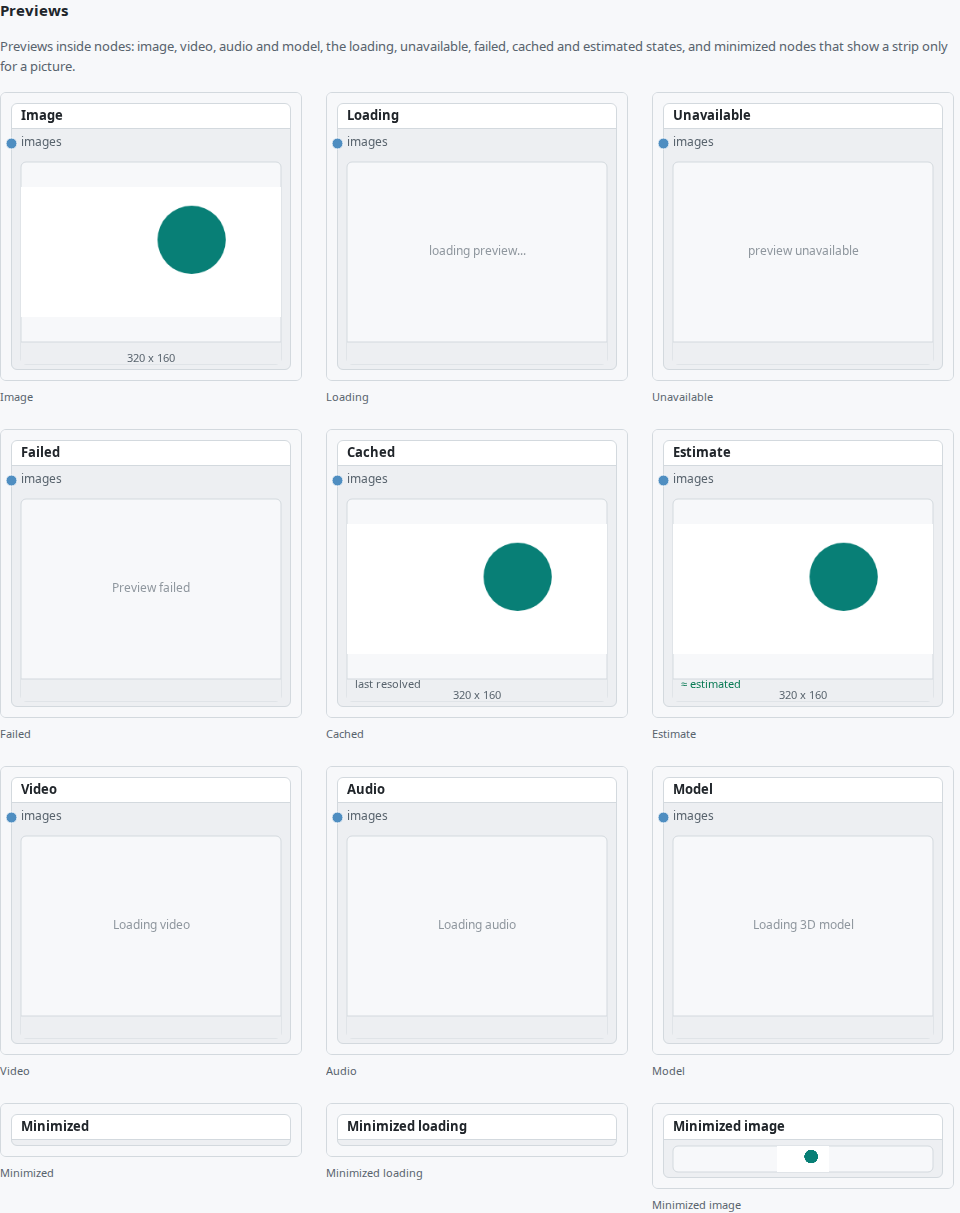 Previews
Previews inside nodes: image, video, audio and model, the loading, unavailable, failed, cached and estimated states, and minimized nodes that show a strip only
for a picture.
Image
images
320 x 160
Image
Loading
images
loading preview...
Loading
Unavailable
images
preview unavailable
Unavailable
Failed
images
Preview failed
Failed
Cached
images
last resolved
320 x 160
Cached
Estimate
images
≈ estimated
320 x 160
Estimate
Video
images
Loading video
Video
Audio
images
Loading audio
Audio
Model
images
Loading 3D model
Model
Minimized
Minimized
Minimized loading
Minimized loading
Minimized image
Minimized image